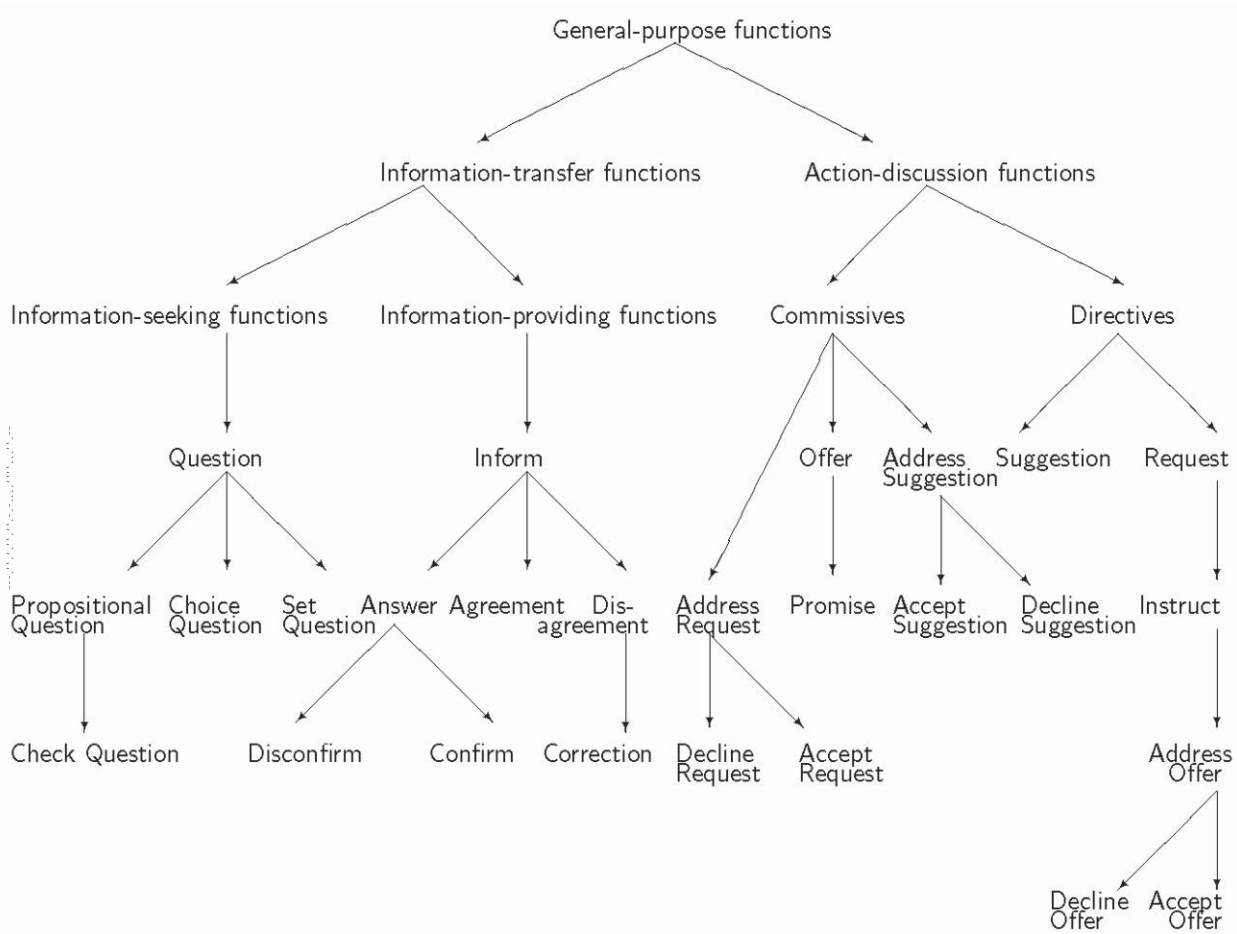 General-purpose functions
Information-transfer functions
Action-discussion functions
Information-seeking functions
Information-providing functions
Commissives
Directives
Question
Inform
Offer
Address
Suggestion
Suggestion
Request
Propositional
Question
Choice
Question
Set
Question
Answer
Agreement
Dis-
agreement
Address
Request
Promise
Accept
Suggestion
Decline
Suggestion
Instruct
Check Question
Disconfirm
Confirm
Correction
Decline
Request
Accept
Request
Address
Offer
Decline
Offer
Accept
Offer